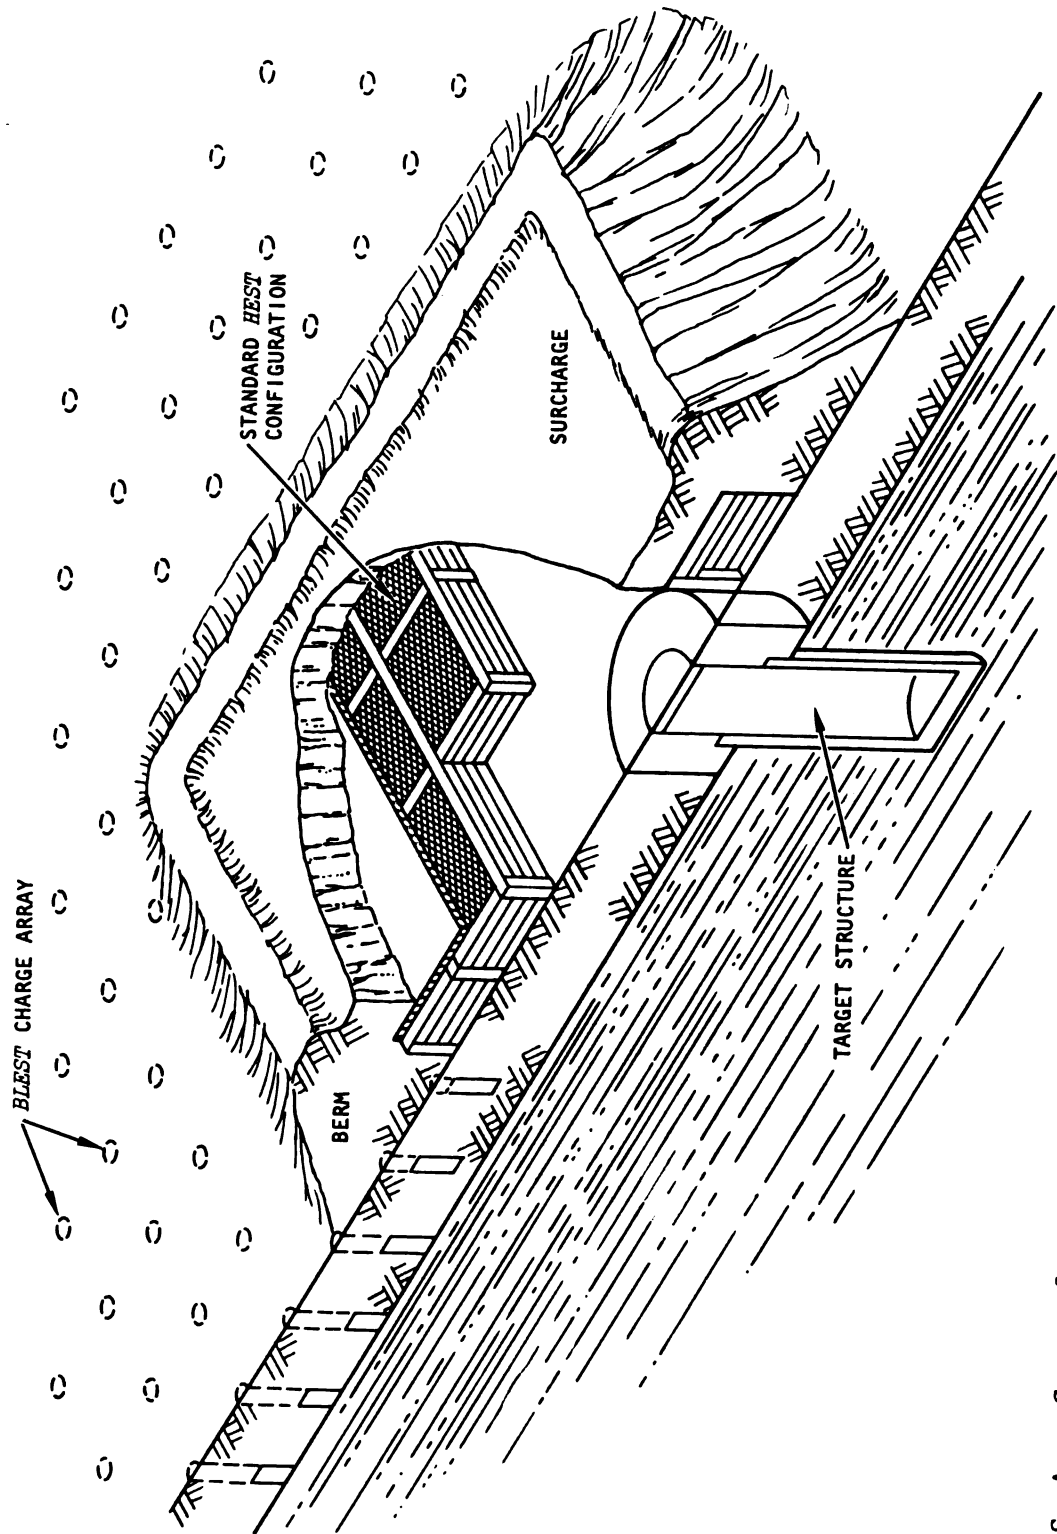 BLEST CHARGE ARRAY
STANDARD HEST
CONFIGURATION
SURCHARGE
BERM
TARGET STRUCTURE